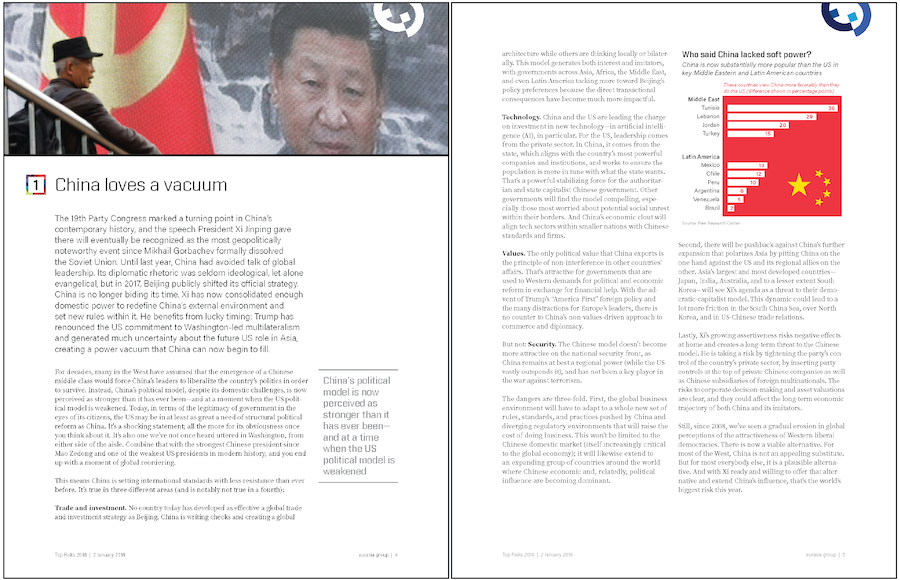 1 China loves a vacuum
The 19th Party Congress marked a turning point in China's
contemporary history, and the speech President Xi Jinping gave
there will eventually be recognized as the most geopolitically
noteworthy event since Mikhail Gorbachev formally dissolved
the Soviet Union. Until last year, China had avoided talk of global
leadership. Its diplomatic rhetoric was seldom ideological, let alone
evangelical, but in 2017, Beijing publicly shifted its official strategy.
China is no longer biding its time. Xi has now consolidated enough
domestic power to redefine China's external environment and
set new rules within it. He benefits from lucky timing: Trump has
renounced the US commitment to Washington-led multilateralism
and generated much uncertainty about the future US role in Asia,
creating a power vacuum that China can now begin to fill.
For decades, many in the West have assumed that the emergence of a Chinese
middle class would force China's leaders to liberalize the country's politics in order
to survive. Instead, China's political model, despite its domestic challenges, is now
perceived as stronger than it has ever been—and at a moment when the US polit-
ical model is weakened. Today, in terms of the legitimacy of government in the
eyes of its citizens, the US may be in at least as great a need of structural political
reform as China. It's a shocking statement; all the more for its obviousness once
you think about it. It's also one we've not once heard uttered in Washington, from
either side of the aisle. Combine that with the strongest Chinese president since
Mao Zedong and one of the weakest US presidents in modern history, and you end
up with a moment of global reordering.
This means China is setting international standards with less resistance than ever
before. It's true in three different areas (and is notably not true in a fourth):
Trade and investment. No country today has developed as effective a global trade
and investment strategy as Beijing. China is writing checks and creating a global
China's political
model is now
perceived as
stronger than it
has ever been—
and at a time
when the US
political model is
weakened
Top Risks 2018 | 2 January 2018
eurasia group | 4
architecture while others are thinking locally or bilater-
ally. This model generates both interest and imitators,
with governments across Asia, Africa, the Middle East,
and even Latin America tacking more toward Beijing's
policy preferences because the direct transactional
consequences have become much more impactful.
Technology. China and the US are leading the charge
on investment in new technology—in artificial intelli-
gence (AI), in particular. For the US, leadership comes
from the private sector. In China, it comes from the
state, which aligns with the country's most powerful
companies and institutions, and works to ensure the
population is more in tune with what the state wants.
That's a powerful stabilizing force for the authoritar-
ian and state capitalist Chinese government. Other
governments will find the model compelling, espe-
cially those most worried about potential social unrest
within their borders. And China's economic clout will
align tech sectors within smaller nations with Chinese
standards and firms.
Values. The only political value that China exports is
the principle of non-interference in other countries'
affairs. That's attractive for governments that are
used to Western demands for political and economic
reform in exchange for financial help. With the ad-
vent of Trump's "America First" foreign policy and
the many distractions for Europe's leaders, there is
no counter to China's non-values-driven approach to
commerce and diplomacy.
But not: Security. The Chinese model doesn't become
more attractive on the national security front, as
China remains at best a regional power (while the US
vastly outspends it), and has not been a key player in
the war against terrorism.
The dangers are three fold. First, the global business
environment will have to adapt to a whole new set of
rules, standards, and practices pushed by China and
diverging regulatory environments that will raise the
cost of doing business. This won't be limited to the
Chinese domestic market (itself increasingly critical
to the global economy); it will likewise extend to
an expanding group of countries around the world
where Chinese economic and, relatedly, political
influence are becoming dominant.
Who said China lacked soft power?
China is now substantially more popular than the US in
key Middle Eastern and Latin American countries
These countries view China more favorably than they
do the US (difference shown in percentage points)
Middle East
Tunisia 36
Lebanon 29
Jordan 20
Turkey 15
Latin America
Mexico 13
Chile 12
Peru 10
Argentina 6
Venezuela 5
Brazil 2
Source: Pew Research Center
Second, there will be pushback against China's further
expansion that polarizes Asia by pitting China on the
one hand against the US and its regional allies on the
other. Asia's largest and most developed countries—
Japan, India, Australia, and to a lesser extent South
Korea—will see Xi's agenda as a threat to their demo-
cratic-capitalist model. This dynamic could lead to a
lot more friction in the South China Sea, over North
Korea, and in US-Chinese trade relations.
Lastly, Xi's growing assertiveness risks negative effects
at home and creates a long-term threat to the Chinese
model. He is taking a risk by tightening the party's con-
trol of the country's private sector, by inserting party
controls at the top of private Chinese companies as well
as Chinese subsidiaries of foreign multinationals. The
risks to corporate decision-making and asset valuations
are clear, and they could affect the long-term economic
trajectory of both China and its imitators.
Still, since 2008, we've seen a gradual erosion in global
perceptions of the attractiveness of Western liberal
democracies. There is now a viable alternative. For
most of the West, China is not an appealing substitute.
But for most everybody else, it is a plausible alterna-
tive. And with Xi ready and willing to offer that alter-
native and extend China's influence, that's the world's
biggest risk this year.
Top Risks 2018 | 2 January 2018
eurasia group | 5